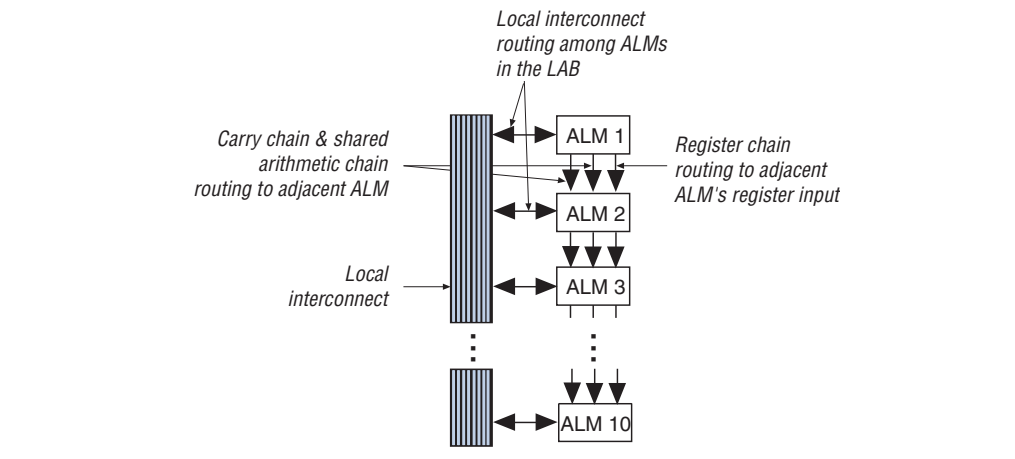 Local interconnect
routing among ALMs
in the LAB
Carry chain & shared
arithmetic chain
routing to adjacent ALM
Register chain
routing to adjacent
ALM's register input
Local
interconnect
ALM 1
ALM 2
ALM 3
ALM 10